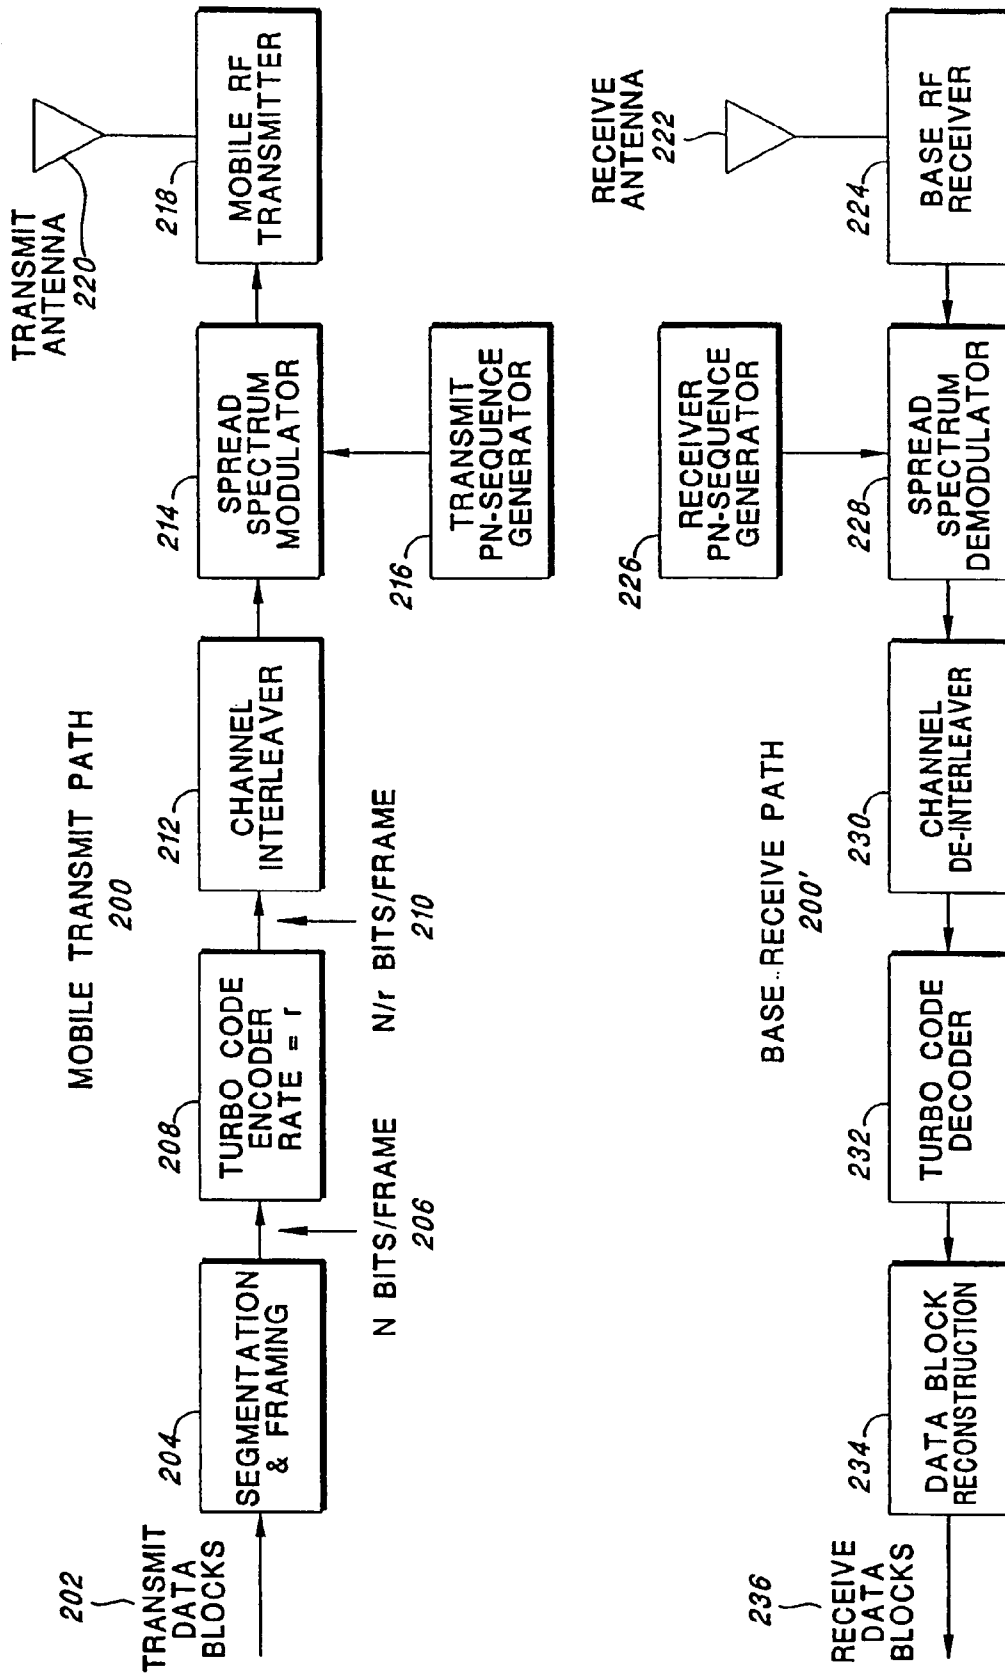 MOBILE TRANSMIT PATH
200
202
TRANSMIT
DATA
BLOCKS
204
SEGMENTATION
& FRAMING
N BITS/FRAME
206
208
TURBO CODE
ENCODER
RATE = r
N/r BITS/FRAME
210
212
CHANNEL
INTERLEAVER
214
SPREAD
SPECTRUM
MODULATOR
216
TRANSMIT
PN-SEQUENCE
GENERATOR
218
MOBILE RF
TRANSMITTER
TRANSMIT
ANTENNA
220
BASE RECEIVE PATH
200'
RECEIVE
ANTENNA
222
224
BASE RF
RECEIVER
226
RECEIVER
PN-SEQUENCE
GENERATOR
228
SPREAD
SPECTRUM
DEMODULATOR
230
CHANNEL
DE-INTERLEAVER
232
TURBO CODE
DECODER
234
DATA BLOCK
RECONSTRUCTION
236
RECEIVE
DATA
BLOCKS